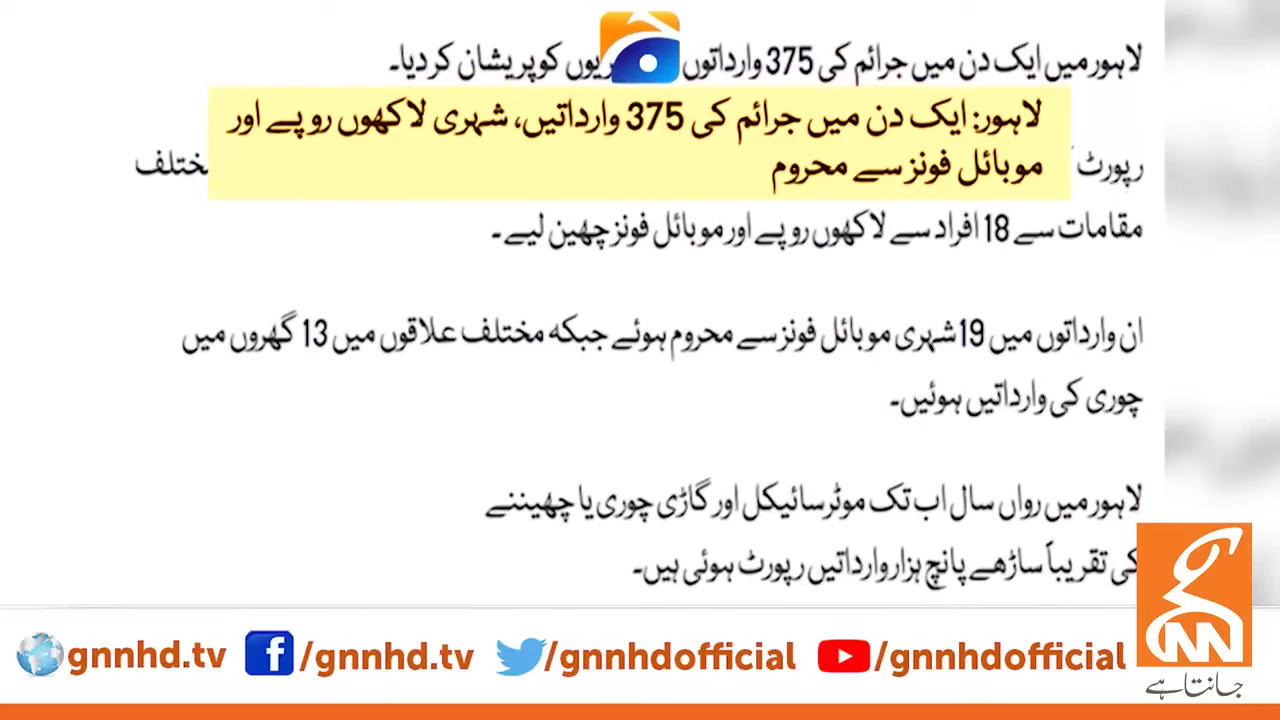 لاہور میں ایک دن میں جرائم کی 375 وارداتوں کو پریشان کر دیا۔
لاہور: ایک دن میں جرائم کی 375 وارداتیں، شہری لاکھوں روپے اور
موبائل فونز سے محروم
رپورٹ
مقامات سے 18 افراد سے لاکھوں روپے اور موبائل فونز چھین لیے۔
ان وارداتوں میں 19 شہری موبائل فونز سے محروم ہوئے جبکہ مختلف علاقوں میں 13 گھروں میں
چوری کی وارداتیں ہوئیں۔
لاہور میں رواں سال اب تک موٹر سائیکل اور گاڑی چوری یا چھیننے
کی تقریباً ساڑھے پانچ ہزار وارداتیں رپورٹ ہوئی ہیں۔
gnnhd.tv f /gnnhd.tv /gnnhdofficial /gnnhdofficial
GNN
جانتا ہے